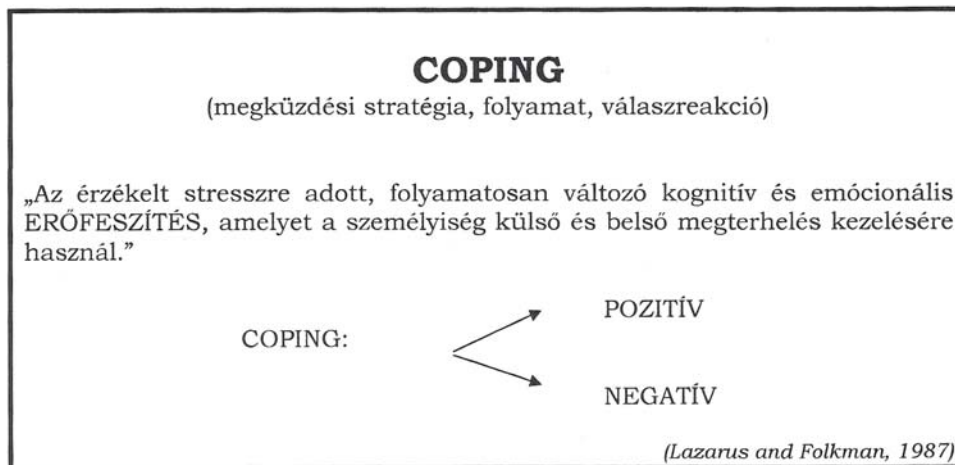 COPING
(megküzdési stratégia, folyamat, válaszreakció)
„Az érzékelt stresszre adott, folyamatosan változó kognitív és emócionális
ERŐFESZÍTÉS, amelyet a személyiség külső és belső megterhelés kezelésére
használ.”
POZITÍV
COPING:
NEGATÍV
(Lazarus and Folkman, 1987)